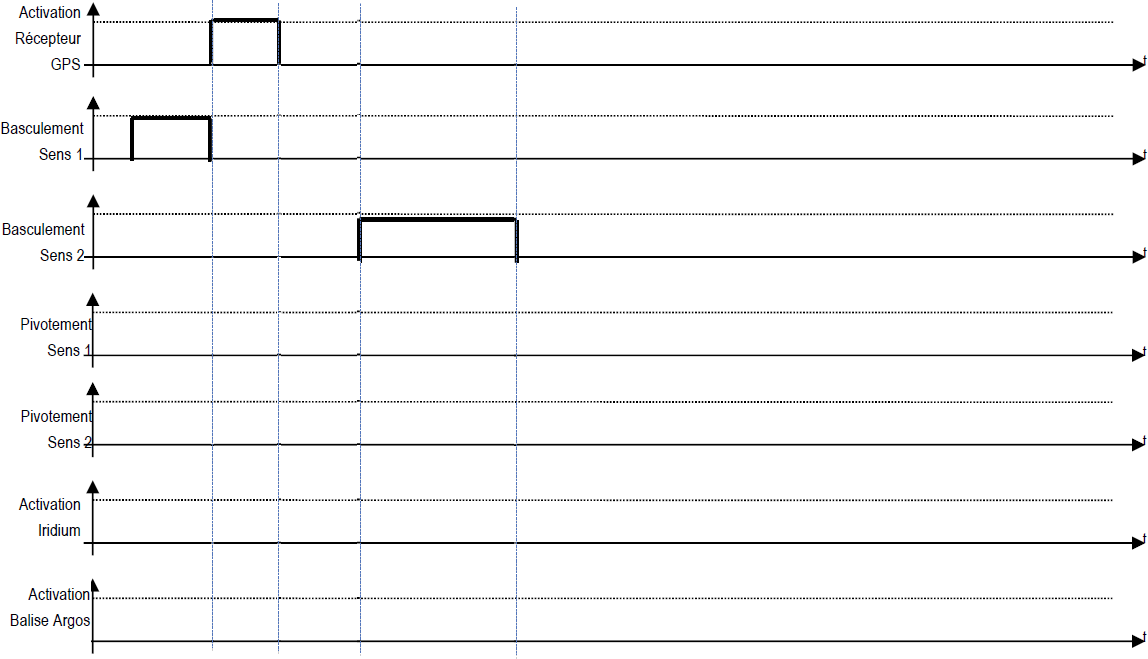 Activation
Récepteur
GPS
t
Basculement
Sens 1
t
Basculement
Sens 2
t
Pivotement
Sens 1
t
Pivotement
Sens 2
t
Activation
Iridium
t
Activation
Balise Argos
t